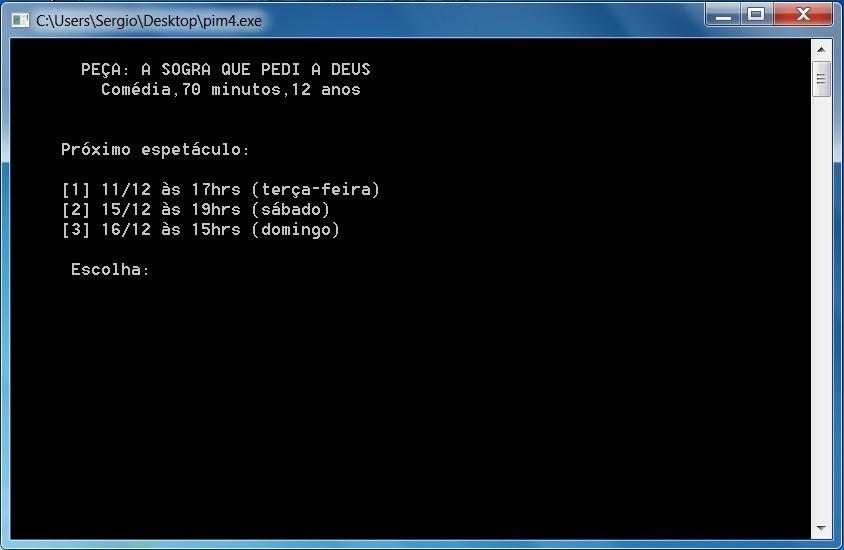 C:\Users\Sergio\Desktop\pim4.exe
PEÇA: A SOGRA QUE PEDI A DEUS
Comédia,70 minutos,12 anos
Próximo espetáculo:
[1] 11/12 às 17hrs (terça-feira)
[2] 15/12 às 19hrs (sábado)
[3] 16/12 às 15hrs (domingo)
Escolha: